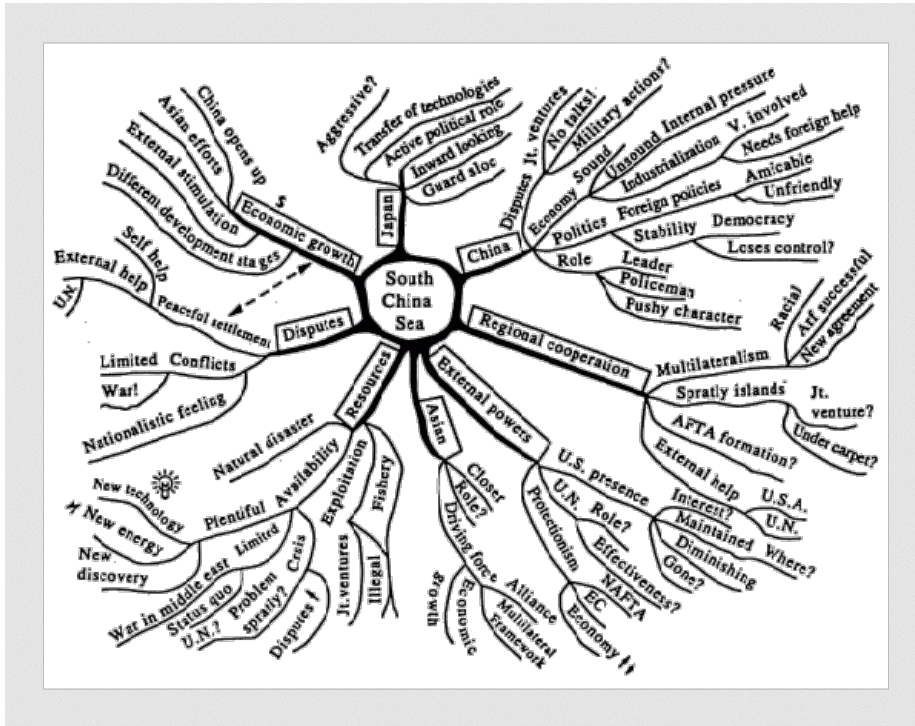 South
China
Sea
Economic growth
$
China opens up
Asian efforts
External stimulation
Different development stages
Japan
Aggressive?
Transfer of technologies
Active political role
Inward looking
Guard sloc
China
Disputes
Jt. ventures
No talks!
Military actions?
Economy
Sound
Unsound
Internal pressure
Industrialization
V. involved
Needs foreign help
Politics
Foreign policies
Amicable
Unfriendly
Stability
Democracy
Loses control?
Role
Leader
Policeman
Pushy character
Regional cooperation
Multilateralism
Racial
Arf successful
New agreement
Spratly islands
Jt.
venture?
Under carpet?
AFTA formation?
External help
U.S.A.
U.N.
External powers
U.S. presence
Interest?
Maintained
Where?
Diminishing
Gone?
U.N.
Role?
Effectiveness?
Protectionism
NAFTA
EC
Economy
Asian
Closer
Role?
Driving force
Alliance
Multilateral
Framework
Economic
growth
Resources
Natural disaster
Availability
Plentiful
New technology
New energy
New
discovery
Limited
War in middle east
Status quo
U.N.?
Crsis
Problem
spratly?
Disputes
Exploitation
Jt.ventures
Fishery
Illegal
Disputes
Peaceful settlement
Self help
External help
U.N.
Limited Conflicts
War!
Nationalistic feeling